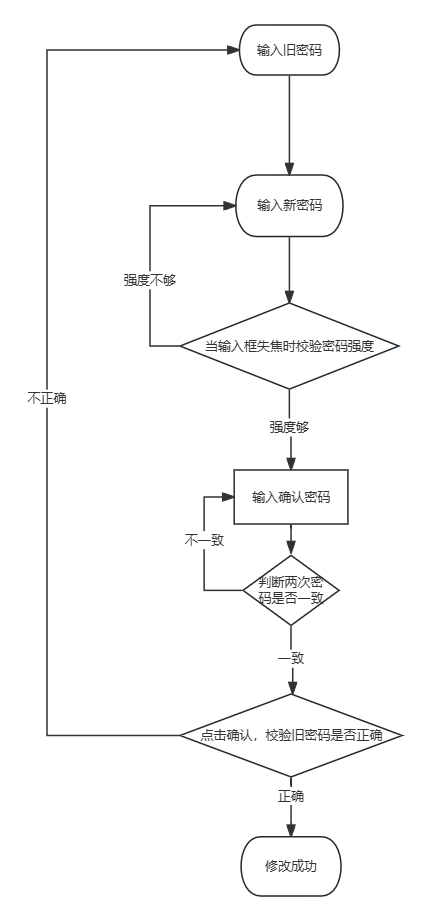 输入旧密码
输入新密码
强度不够
当输入框失焦时校验密码强度
不正确
强度够
输入确认密码
不一致
判断两次密
码是否一致
一致
点击确认，校验旧密码是否正确
正确
修改成功